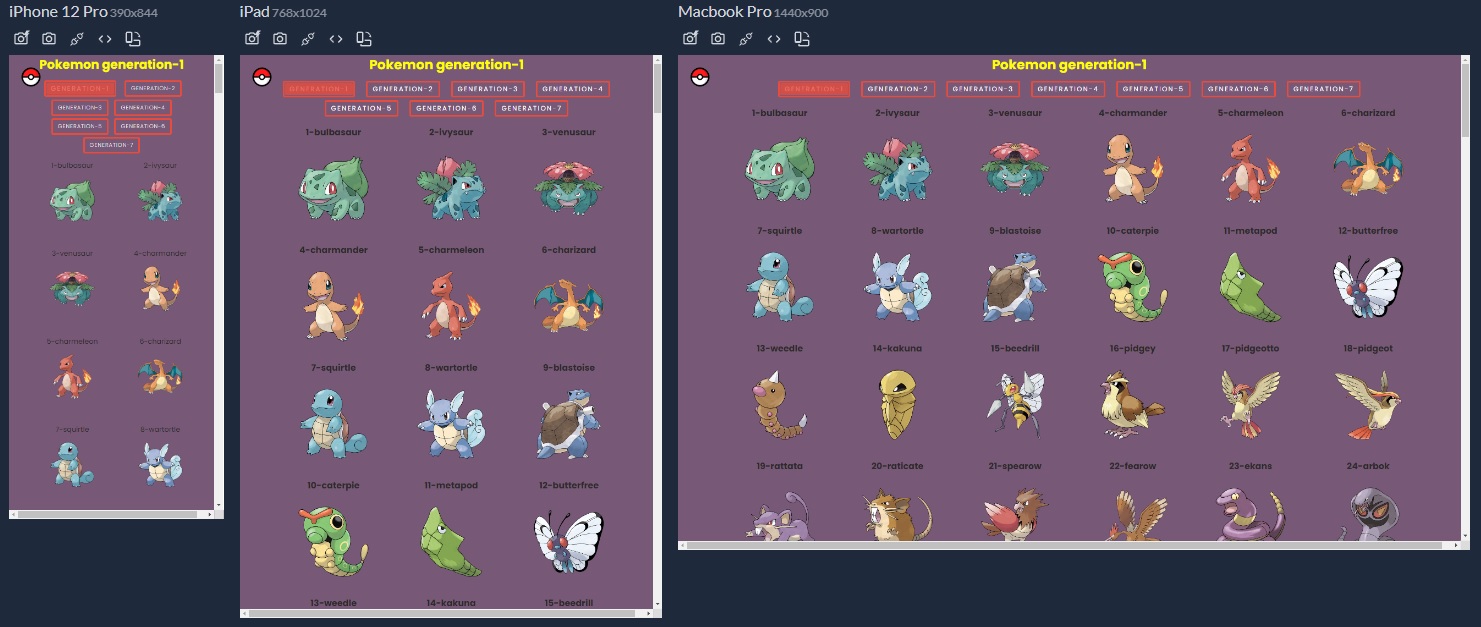 iPhone 12 Pro 390x844
Pokemon generation-1
GENERATION-1 GENERATION-2
GENERATION-3 GENERATION-4
GENERATION-5 GENERATION-6
GENERATION-7
1-bulbasaur 2-ivysaur
3-venusaur 4-charmander
5-charmeleon 6-charizard
7-squirtle 8-wartortle
iPad 768x1024
Pokemon generation-1
GENERATION-1 GENERATION-2 GENERATION-3 GENERATION-4
GENERATION-5 GENERATION-6 GENERATION-7
1-bulbasaur 2-ivysaur 3-venusaur
4-charmander 5-charmeleon 6-charizard
7-squirtle 8-wartortle 9-blastoise
10-caterpie 11-metapod 12-butterfree
13-weedle 14-kakuna 15-beedrill
Macbook Pro 1440x900
Pokemon generation-1
GENERATION-1 GENERATION-2 GENERATION-3 GENERATION-4 GENERATION-5 GENERATION-6 GENERATION-7
1-bulbasaur 2-ivysaur 3-venusaur 4-charmander 5-charmeleon 6-charizard
7-squirtle 8-wartortle 9-blastoise 10-caterpie 11-metapod 12-butterfree
13-weedle 14-kakuna 15-beedrill 16-pidgey 17-pidgeotto 18-pidgeot
19-rattata 20-raticate 21-spearow 22-fearow 23-ekans 24-arbok